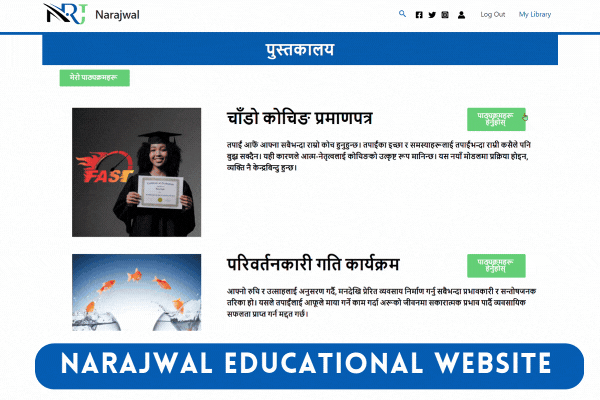 NRJ Narajwal Log Out My Library
पुस्तकालय
मेरो पाठ्यक्रमहरू
चाँडो कोचिङ प्रमाणपत्र
पाठ्यक्रमहरू
हेर्नुहोस्
FAST
तपाईं आफैं आफ्ना सबैभन्दा राम्रो कोच हुनुहुन्छ। तपाईंका इच्छा र समस्याहरूलाई तपाईंभन्दा राम्री कसैले पनि
बुझ्न सक्दैन। यही कारणले आत्म-नेतृत्वलाई कोचिङको उत्कृष्ट रूप मानिन्छ। यस नयाँ मोडलमा प्रक्रिया होइन,
व्यक्ति नै केन्द्रबिन्दु हुन्छ।
परिवर्तनकारी गति कार्यक्रम
पाठ्यक्रमहरू
हेर्नुहोस्
आफ्नो रुचि र उत्साहलाई अनुसरण गर्दै, मनदेखि प्रेरित व्यवसाय निर्माण गर्नु सबैभन्दा प्रभावकारी र सन्तोषजनक
तरिका हो। यसले तपाईंलाई आफूले माया गर्ने काम गर्दा अरूको जीवनमा सकारात्मक प्रभाव पार्दै व्यवसायिक
सफलता प्राप्त गर्न मद्दत गर्छ।
NARAJWAL EDUCATIONAL WEBSITE